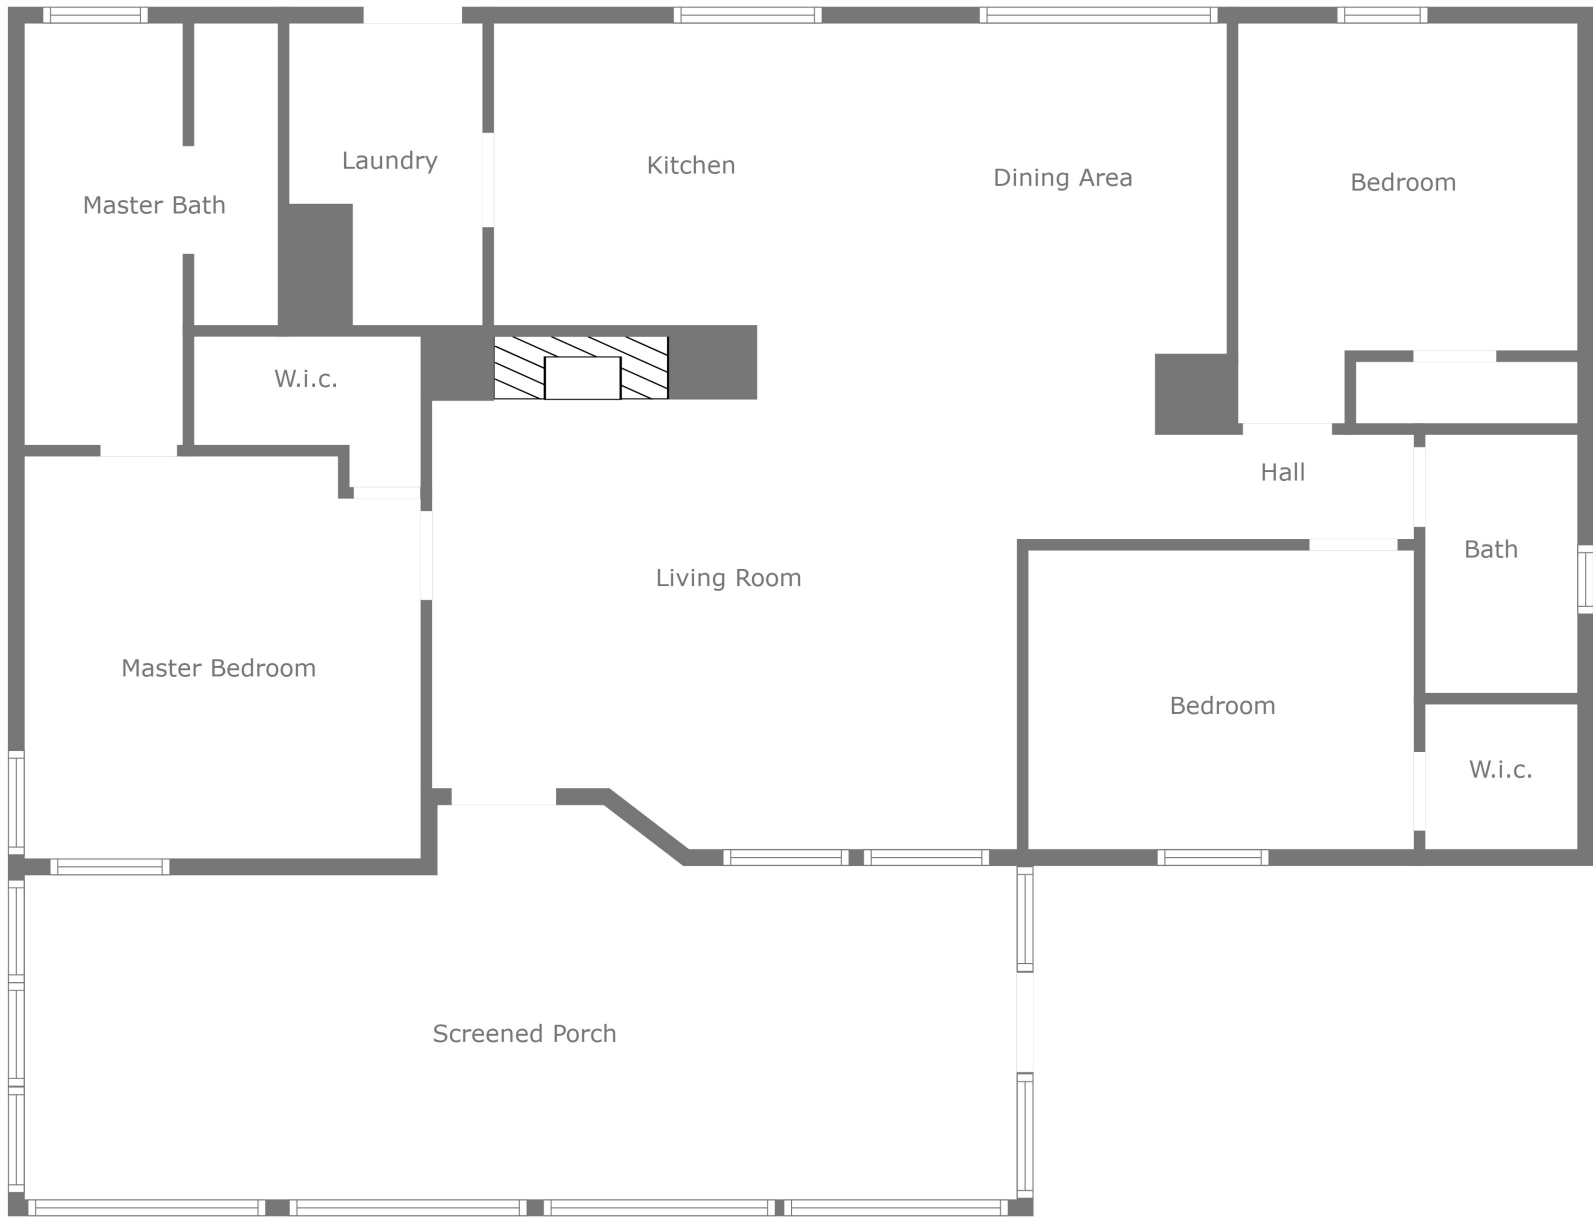 Laundry
Kitchen
Dining Area
Bedroom
Master Bath
W.i.c.
Hall
Bath
Living Room
Master Bedroom
Bedroom
W.i.c.
Screened Porch